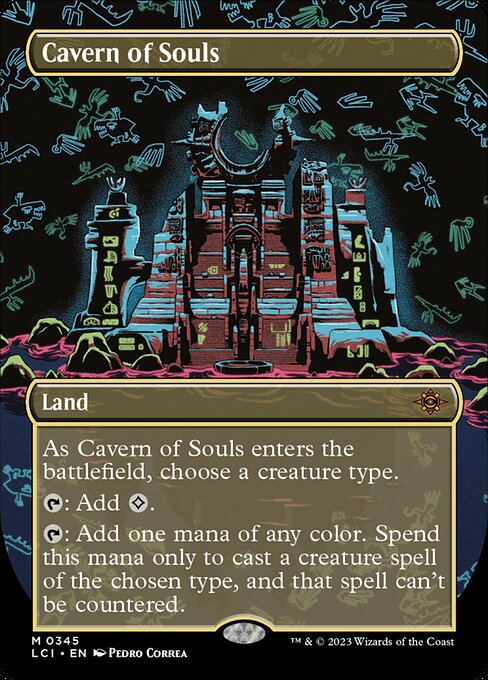 Cavern of Souls
Land
As Cavern of Souls enters the
battlefield, choose a creature type.
: Add .
: Add one mana of any color. Spend
this mana only to cast a creature spell
of the chosen type, and that spell can't
be countered.
M 0345
LCI • EN Pedro Correa
™ & © 2023 Wizards of the Coast